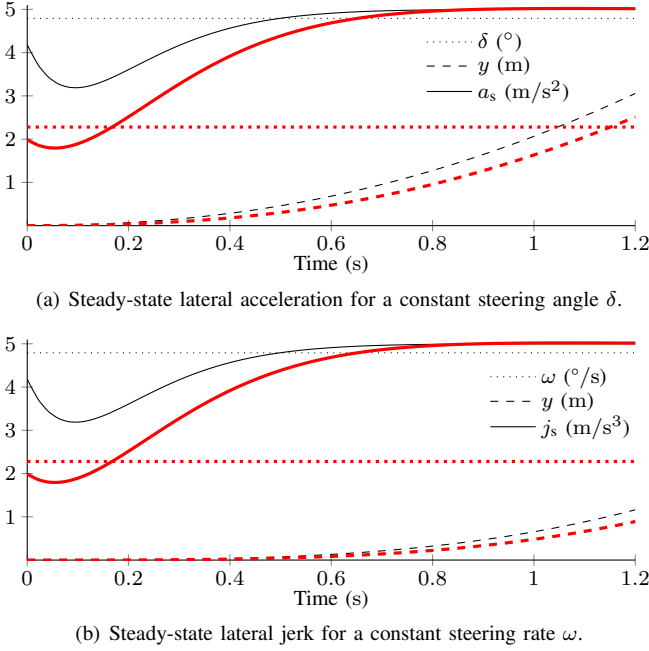 5
4
3
2
1
δ (°)
y (m)
aₛ (m/s²)
0 0.2 0.4 0.6 0.8 1 1.2
Time (s)
(a) Steady-state lateral acceleration for a constant steering angle δ.
5
4
3
2
1
ω (°/s)
y (m)
jₛ (m/s³)
0 0.2 0.4 0.6 0.8 1 1.2
Time (s)
(b) Steady-state lateral jerk for a constant steering rate ω.